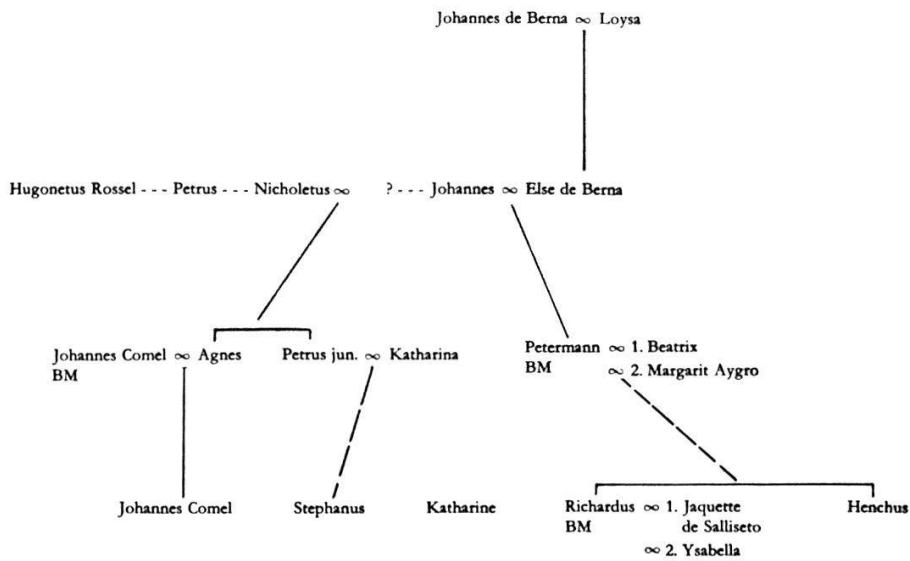 Johannes de Berna ∞ Loysa
Hugonetus Rossel - - - Petrus - - - Nicholetus ∞ ? - - - Johannes ∞ Else de Berna
Johannes Comel ∞ Agnes Petrus jun. ∞ Katharina Petermann ∞ 1. Beatrix
BM BM ∞ 2. Margarit Aygro
Johannes Comel Stephanus Katharine Richardus ∞ 1. Jaquette Henchus
BM de Salliseto
∞ 2. Ysabella